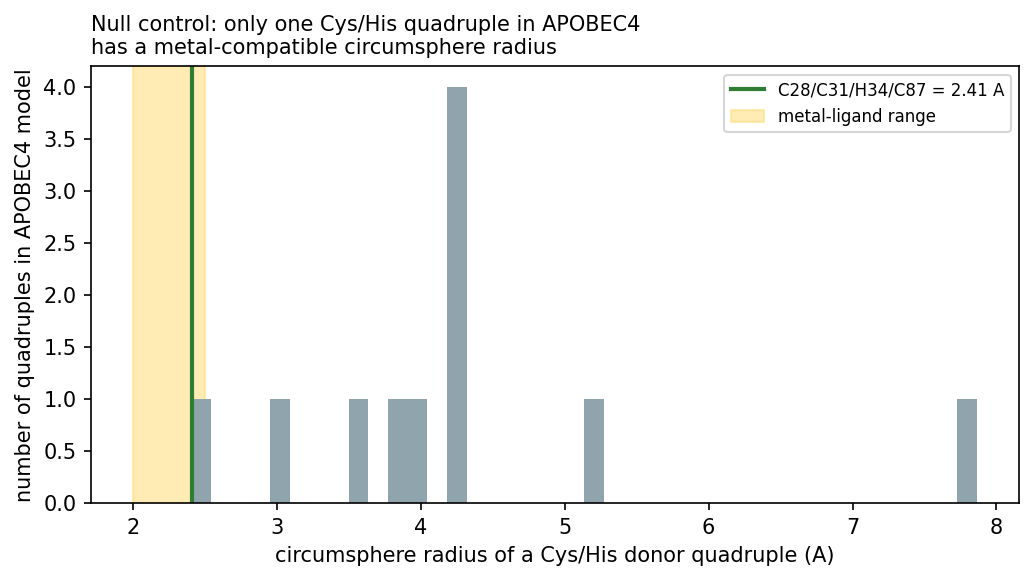 Null control: only one Cys/His quadruple in APOBEC4
has a metal-compatible circumsphere radius
number of quadruples in APOBEC4 model
4.0
3.5
3.0
2.5
2.0
1.5
1.0
0.5
0.0
C28/C31/H34/C87 = 2.41 A
metal-ligand range
2 3 4 5 6 7 8
circumsphere radius of a Cys/His donor quadruple (A)